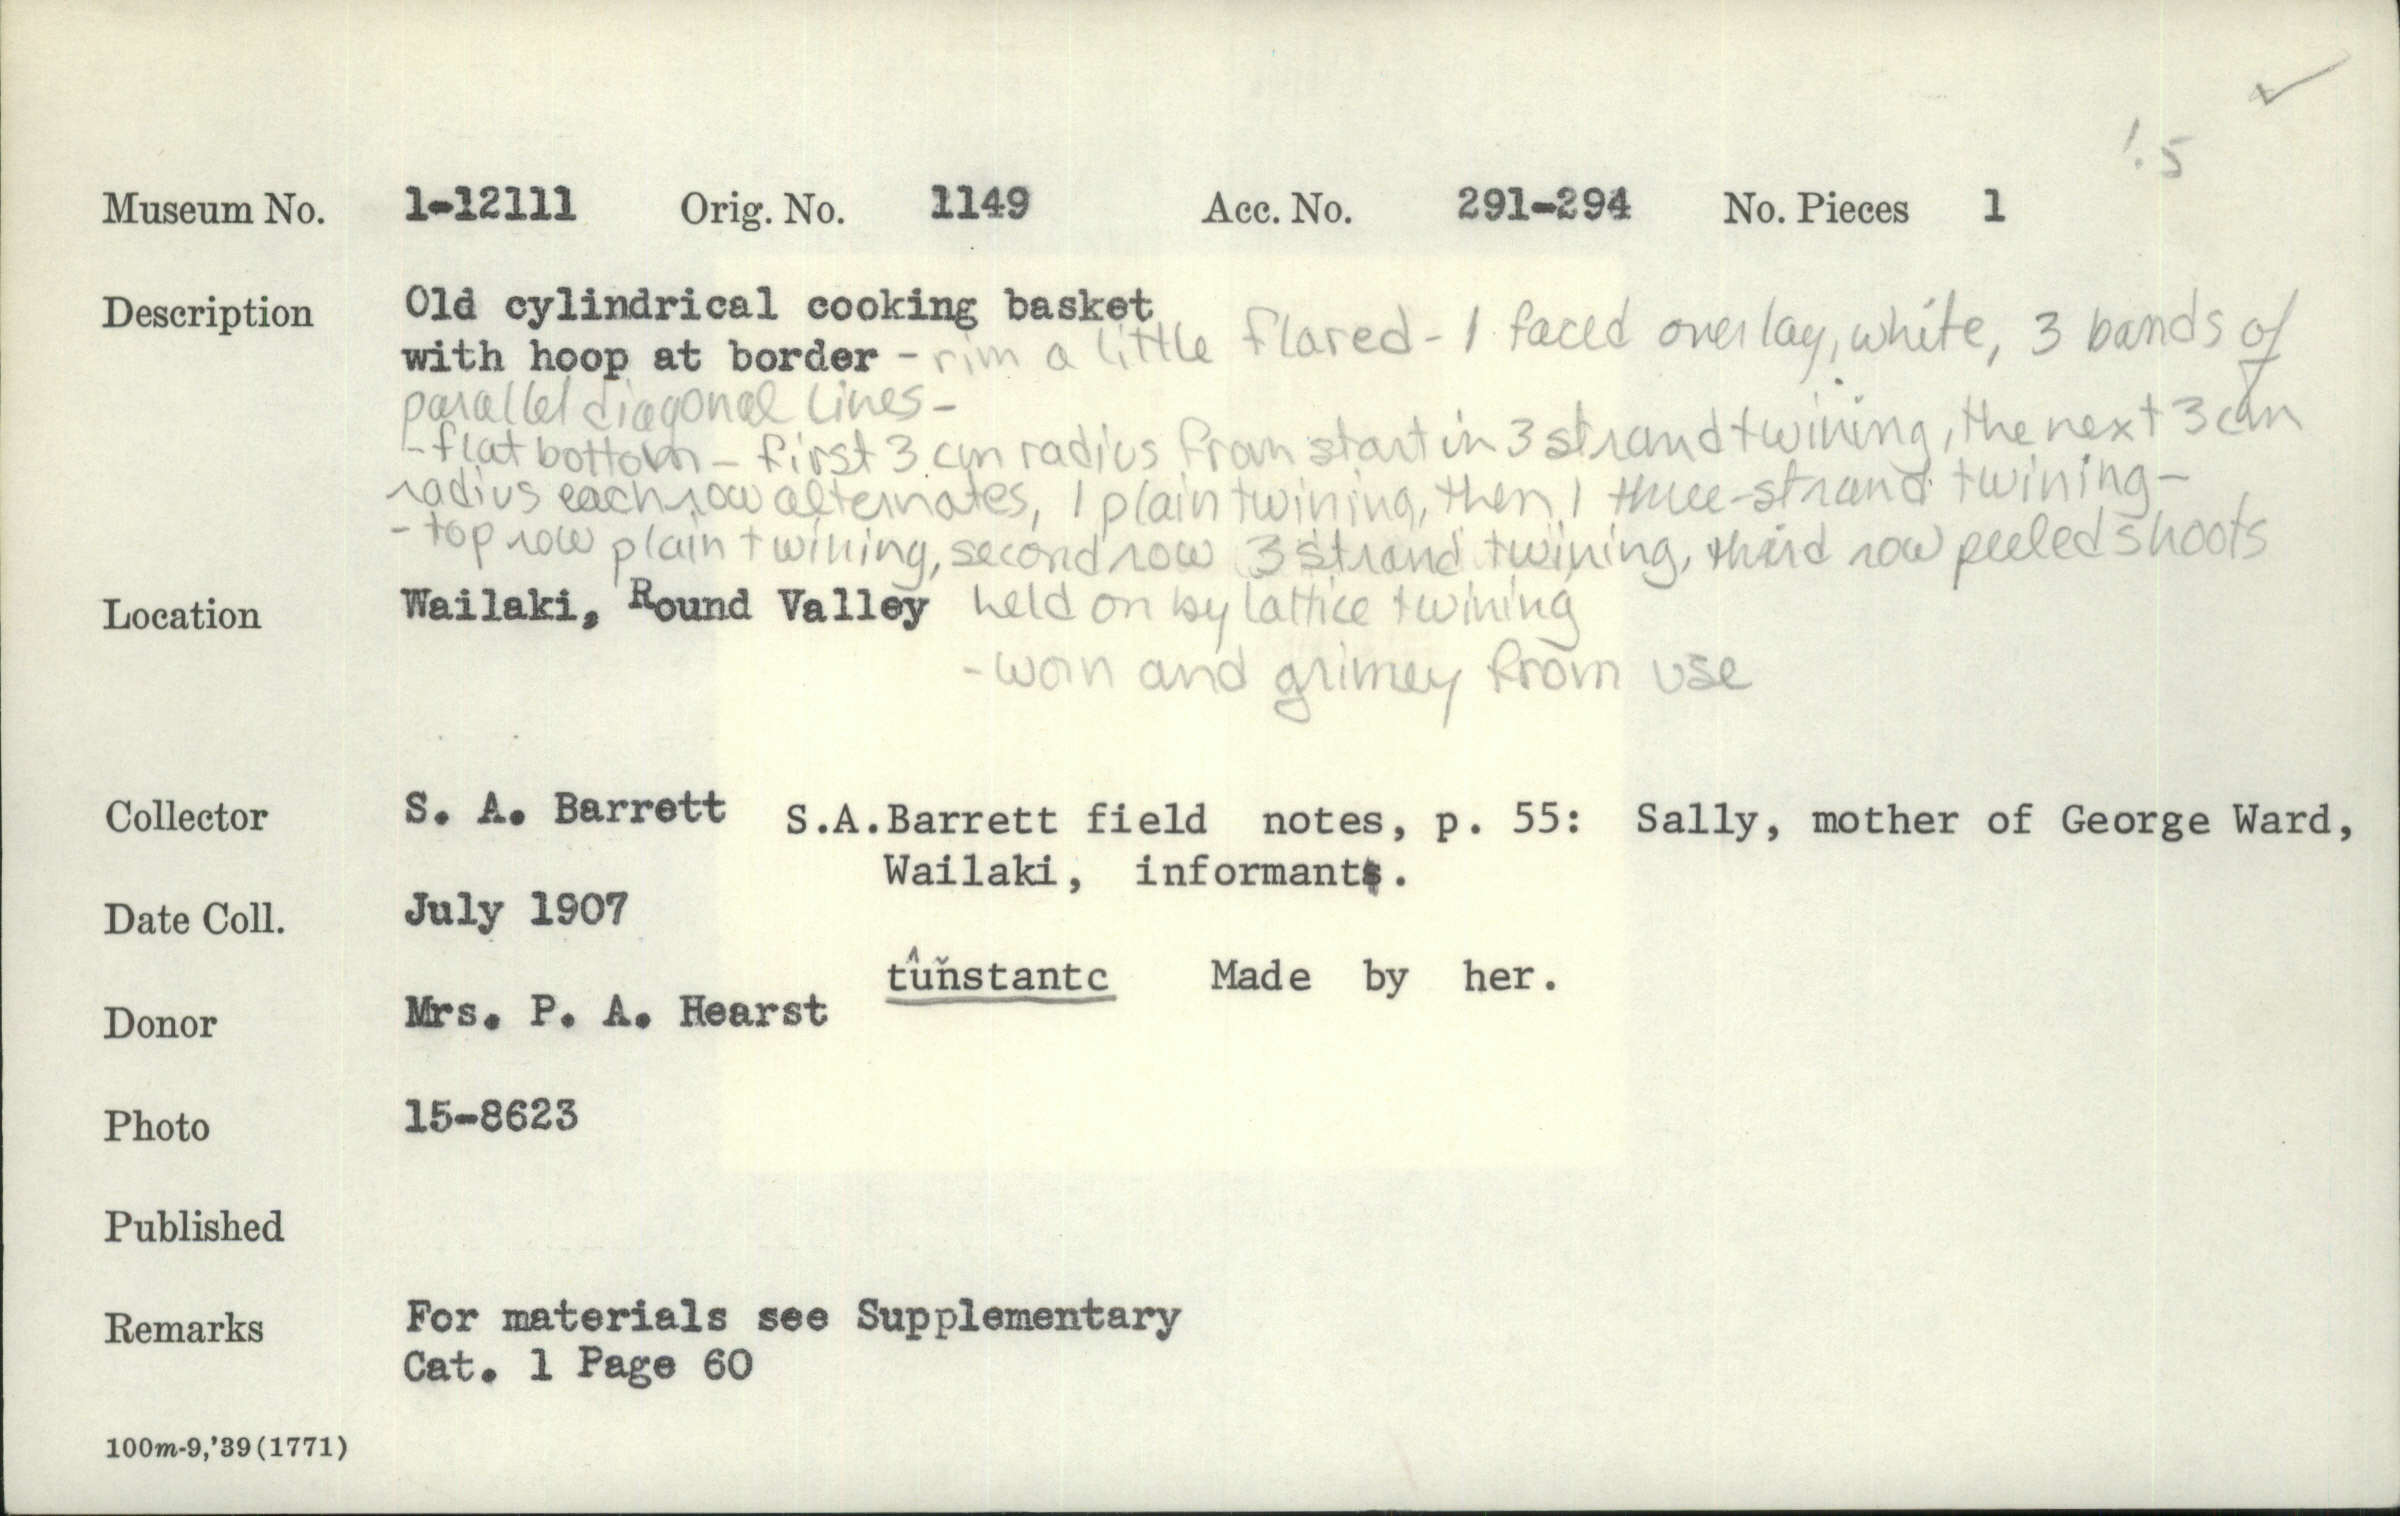 1.5
Museum No. 1-12111 Orig. No. 1149 Acc. No. 291-294 No. Pieces 1
Description Old cylindrical cooking basket
with hoop at border - rim a little flared - 1 faced overlay, white, 3 bands of
parallel diagonal lines -
- flat bottom - first 3 cm radius from start in 3 strand twining, the next 3 cm
radius each row alternates, 1 plain twining, then 1 three-strand twining -
- top row plain twining, second row 3 strand twining, third row peeled shoots
Location Wailaki, Round Valley held on by lattice twining
- worn and grimey from use
Collector S. A. Barrett S.A.Barrett field notes, p. 55: Sally, mother of George Ward,
Wailaki, informant.
Date Coll. July 1907
tûňstantc Made by her.
Donor Mrs. P. A. Hearst
Photo 15-8623
Published
Remarks For materials see Supplementary
Cat. 1 Page 60
100m-9,'39(1771)